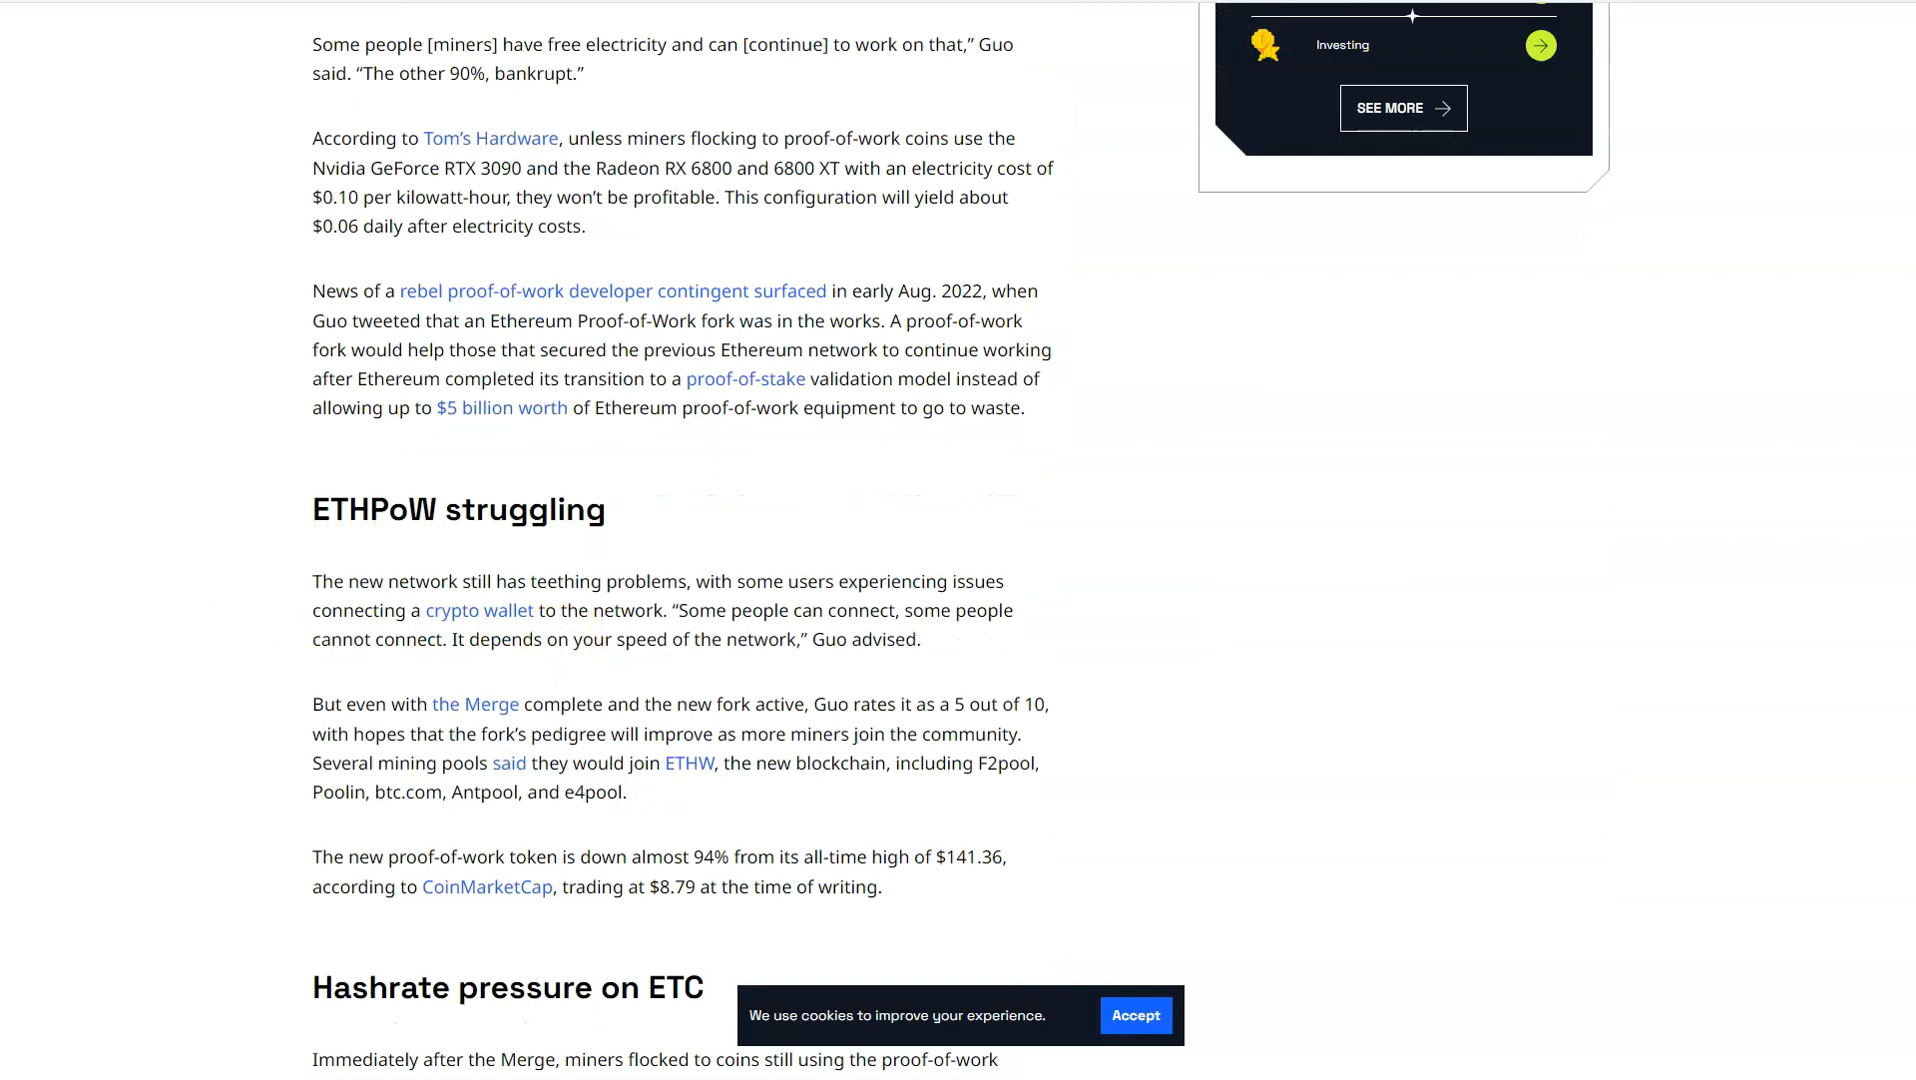 Some people [miners] have free electricity and can [continue] to work on that,” Guo
said. “The other 90%, bankrupt.”
According to Tom’s Hardware, unless miners flocking to proof-of-work coins use the
Nvidia GeForce RTX 3090 and the Radeon RX 6800 and 6800 XT with an electricity cost of
$0.10 per kilowatt-hour, they won’t be profitable. This configuration will yield about
$0.06 daily after electricity costs.
News of a rebel proof-of-work developer contingent surfaced in early Aug. 2022, when
Guo tweeted that an Ethereum Proof-of-Work fork was in the works. A proof-of-work
fork would help those that secured the previous Ethereum network to continue working
after Ethereum completed its transition to a proof-of-stake validation model instead of
allowing up to $5 billion worth of Ethereum proof-of-work equipment to go to waste.
ETHPoW struggling
The new network still has teething problems, with some users experiencing issues
connecting a crypto wallet to the network. “Some people can connect, some people
cannot connect. It depends on your speed of the network,” Guo advised.
But even with the Merge complete and the new fork active, Guo rates it as a 5 out of 10,
with hopes that the fork’s pedigree will improve as more miners join the community.
Several mining pools said they would join ETHW, the new blockchain, including F2pool,
Poolin, btc.com, Antpool, and e4pool.
The new proof-of-work token is down almost 94% from its all-time high of $141.36,
according to CoinMarketCap, trading at $8.79 at the time of writing.
Hashrate pressure on ETC
Immediately after the Merge, miners flocked to coins still using the proof-of-work
Investing
SEE MORE
We use cookies to improve your experience.
Accept